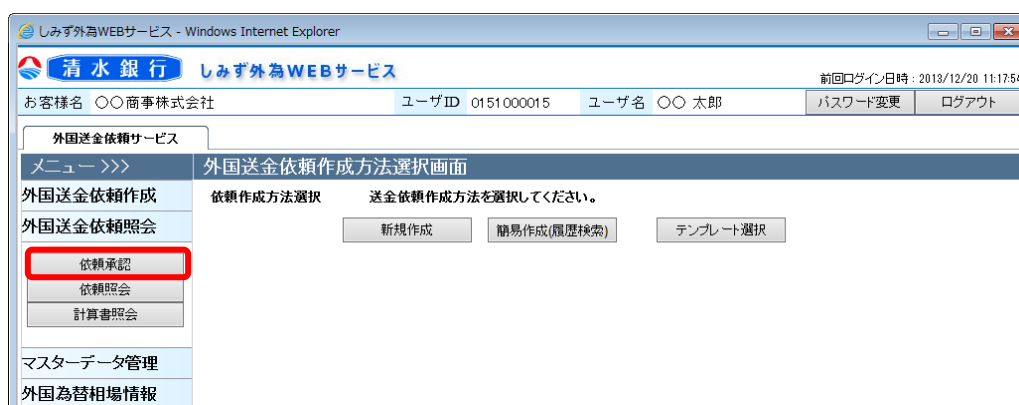 しみず外為WEBサービス - Windows Internet Explorer
清水銀行 しみず外為WEBサービス
前回ログイン日時 : 2013/12/20 11:17:54
お客様名 〇〇商事株式会社 ユーザID 0151000015 ユーザ名 〇〇 太郎 パスワード変更 ログアウト
外国送金依頼サービス
メニュー >>> 外国送金依頼作成方法選択画面
外国送金依頼作成 依頼作成方法選択 送金依頼作成方法を選択してください。
外国送金依頼照会 新規作成 簡易作成(履歴検索) テンプレート選択
依頼承認
依頼照会
計算書照会
マスターデータ管理
外国為替相場情報